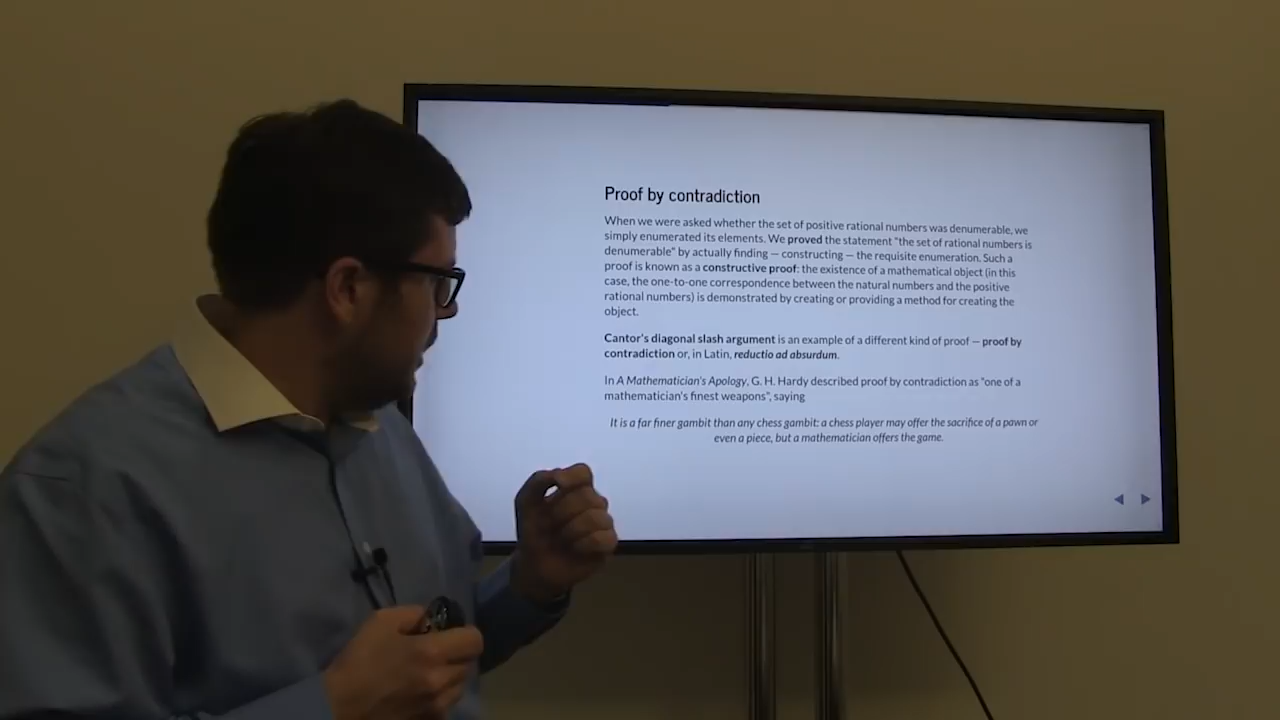 Proof by contradiction
When we were asked whether the set of positive rational numbers was denumerable, we
simply enumerated its elements. We proved the statement "the set of rational numbers is
denumerable" by actually finding — constructing — the requisite enumeration. Such a
proof is known as a constructive proof: the existence of a mathematical object (in this
case, the one-to-one correspondence between the natural numbers and the positive
rational numbers) is demonstrated by creating or providing a method for creating the
object.
Cantor's diagonal slash argument is an example of a different kind of proof — proof by
contradiction or, in Latin, reductio ad absurdum.
In A Mathematician's Apology, G. H. Hardy described proof by contradiction as "one of a
mathematician's finest weapons", saying
It is a far finer gambit than any chess gambit: a chess player may offer the sacrifice of a pawn or
even a piece, but a mathematician offers the game.